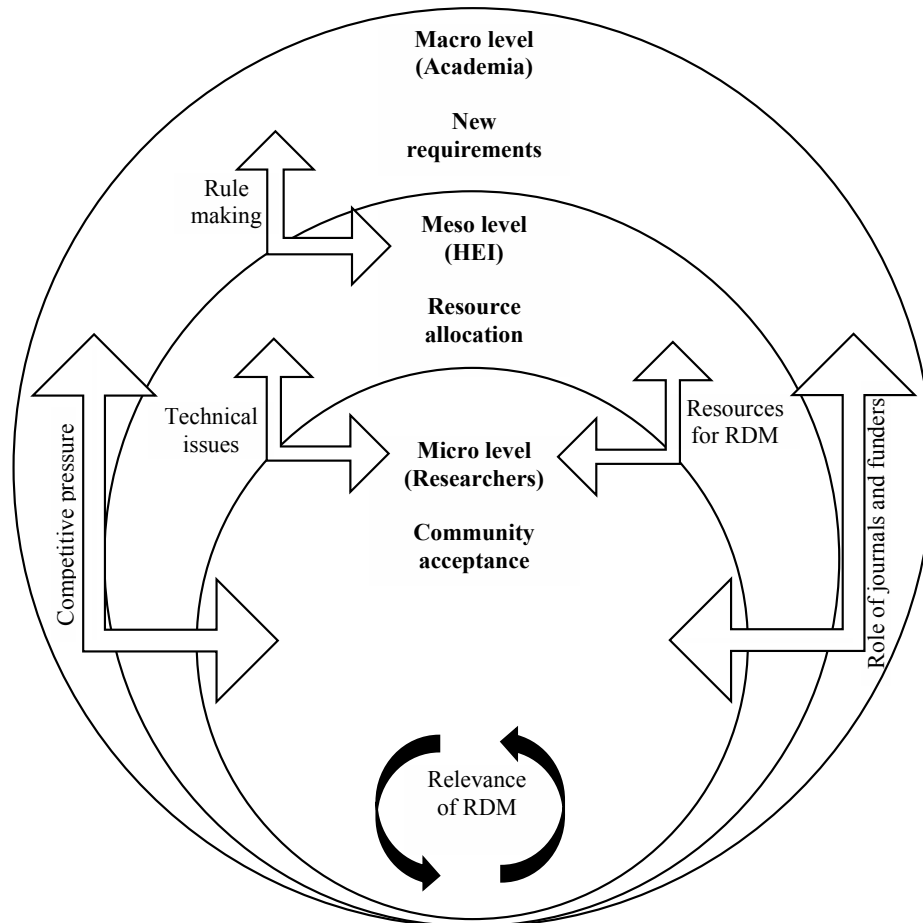 Macro level
(Academia)
New
requirements
Rule
making
Meso level
(HEI)
Resource
allocation
Technical
issues
Resources
for RDM
Micro level
(Researchers)
Community
acceptance
Competitive pressure
Role of journals and funders
Relevance
of RDM